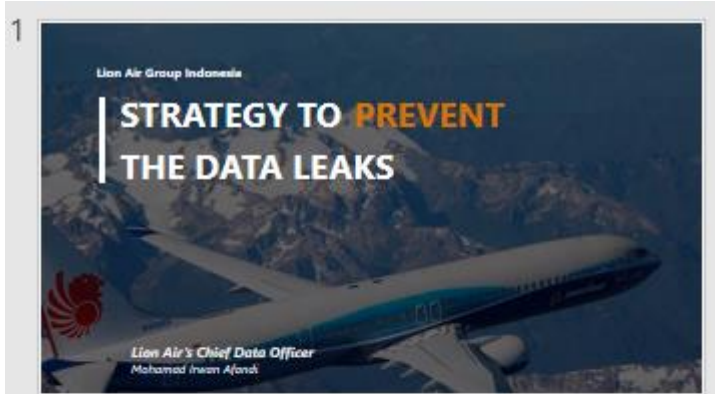 1
Lion Air Group Indonesia
STRATEGY TO PREVENT
THE DATA LEAKS
Lion Air's Chief Data Officer
Mohamad Irwan Afandi